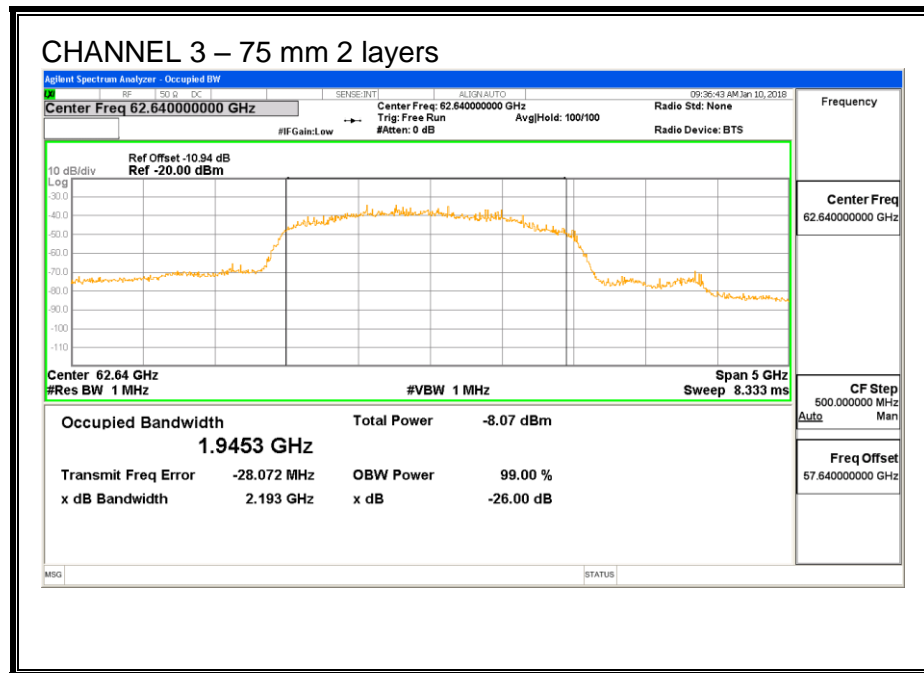 CHANNEL 3 – 75 mm 2 layers
Agilent Spectrum Analyzer - Occupied BW
LXI RF 50 Ω DC SENSE:INT ALIGNAUTO 09:36:43 AM Jan 10, 2018
Center Freq 62.640000000 GHz
Center Freq: 62.640000000 GHz
Radio Std: None
Trig: Free Run Avg|Hold: 100/100
#IFGain:Low #Atten: 0 dB Radio Device: BTS
Ref Offset -10.94 dB
10 dB/div Ref -20.00 dBm
Log
-30.0
-40.0
-50.0
-60.0
-70.0
-80.0
-90.0
-100
-110
Center 62.64 GHz Span 5 GHz
#Res BW 1 MHz #VBW 1 MHz Sweep 8.333 ms
Occupied Bandwidth Total Power -8.07 dBm
1.9453 GHz
Transmit Freq Error -28.072 MHz OBW Power 99.00 %
x dB Bandwidth 2.193 GHz x dB -26.00 dB
MSG STATUS
Frequency
Center Freq
62.640000000 GHz
CF Step
500.000000 MHz
Auto Man
Freq Offset
57.640000000 GHz